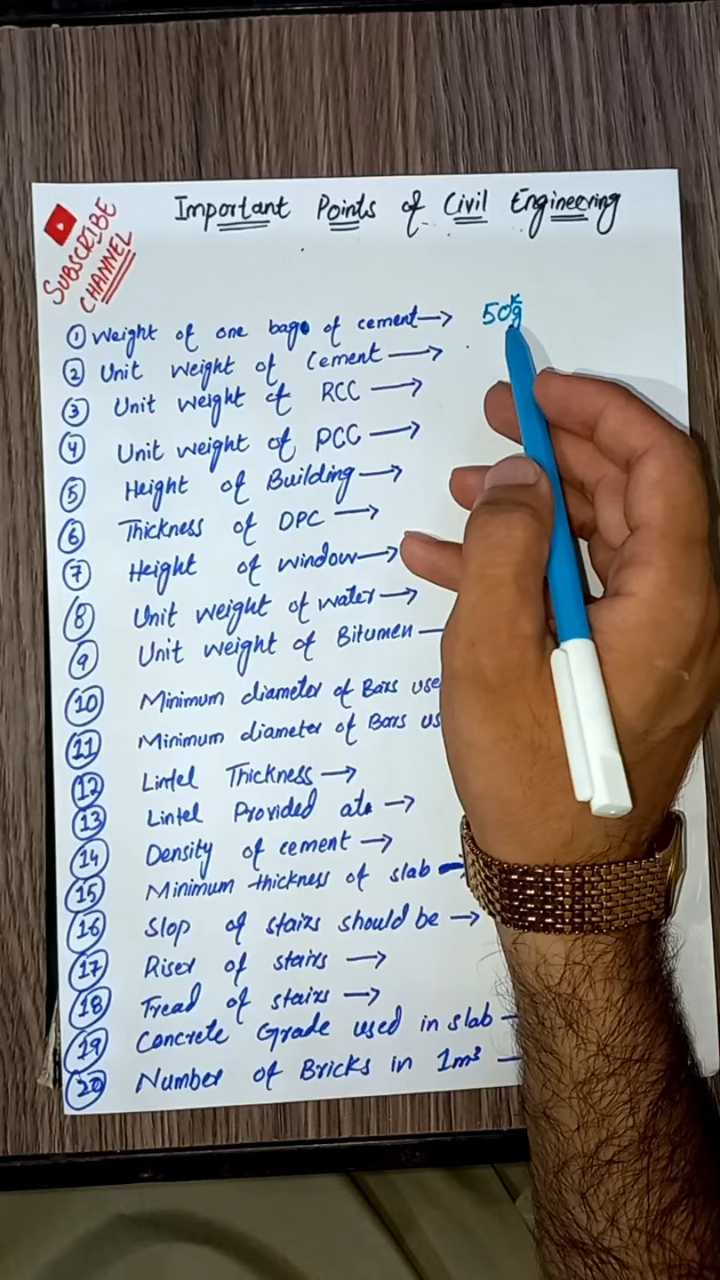 Important Points of Civil Engineering
SUBSCRIBE
CHANNEL
① Weight of one bage of cement → 50kg
② Unit weight of Cement →
③ Unit weight of RCC →
④ Unit weight of PCC →
⑤ Height of Building →
⑥ Thickness of DPC →
⑦ Height of window →
⑧ Unit weight of water →
⑨ Unit weight of Bitumen
⑩ Minimum diameter of Bars use
⑪ Minimum diameter of Bars us
⑫ Lintel Thickness →
⑬ Lintel Provided at →
⑭ Density of cement →
⑮ Minimum thickness of slab
⑯ Slop of stairs should be →
⑰ Riser of stairs →
⑱ Tread of stairs →
⑲ Concrete Grade used in slab
⑳ Number of Bricks in 1m³